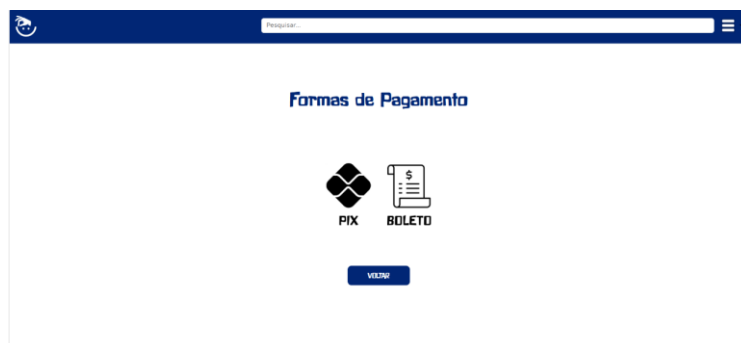 Pesquisar...
Formas de Pagamento
$
PIX BOLETO
VOLTAR